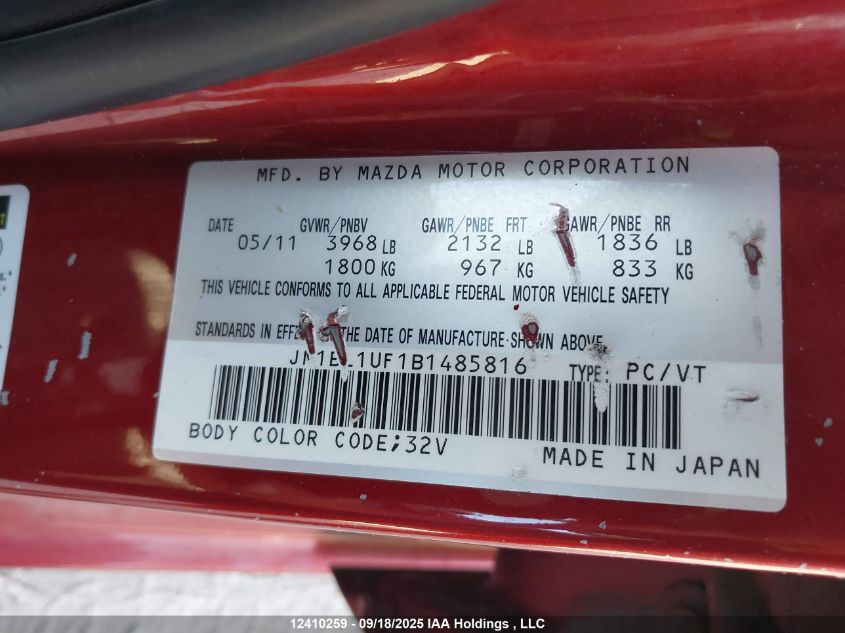 MFD. BY MAZDA MOTOR CORPORATION
DATE GVWR/PNBV GAWR/PNBE FRT GAWR/PNBE RR
05/11 3968 LB 2132 LB 1836 LB
1800 KG 967 KG 833 KG
THIS VEHICLE CONFORMS TO ALL APPLICABLE FEDERAL MOTOR VEHICLE SAFETY
STANDARDS IN EFFECT ON THE DATE OF MANUFACTURE SHOWN ABOVE
TYPE: PC/VT
BODY COLOR CODE;32V
MADE IN JAPAN
12410259 - 09/18/2025 IAA Holdings , LLC